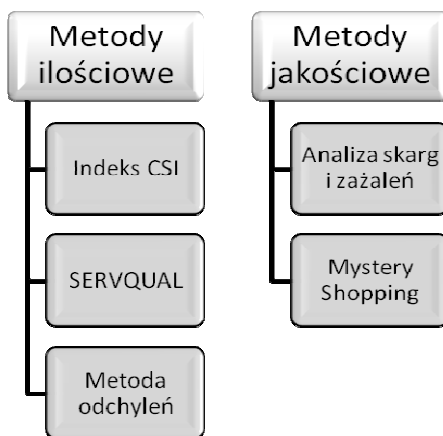 Metody
ilościowe
Indeks CSI
SERVQUAL
Metoda
odchyleń
Metody
jakościowe
Analiza skarg
i zażaleń
Mystery
Shopping